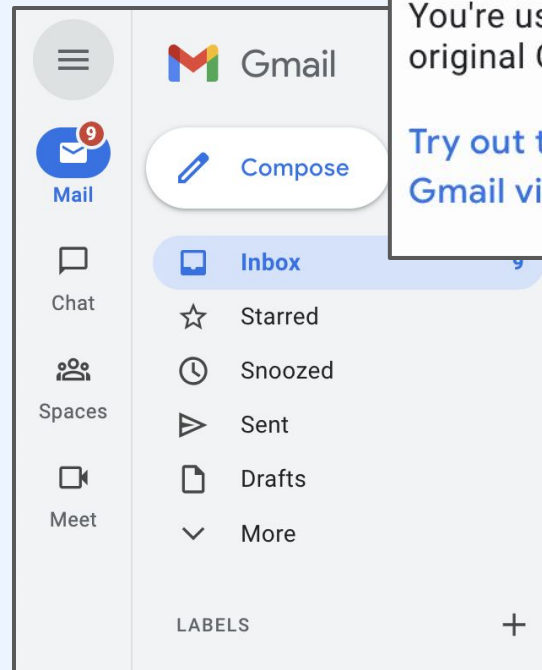 You're us
original
Try out t
Gmail vi
Gmail
9
Mail
Compose
Inbox 9
Chat
Starred
Snoozed
Spaces
Sent
Drafts
Meet
More
LABELS